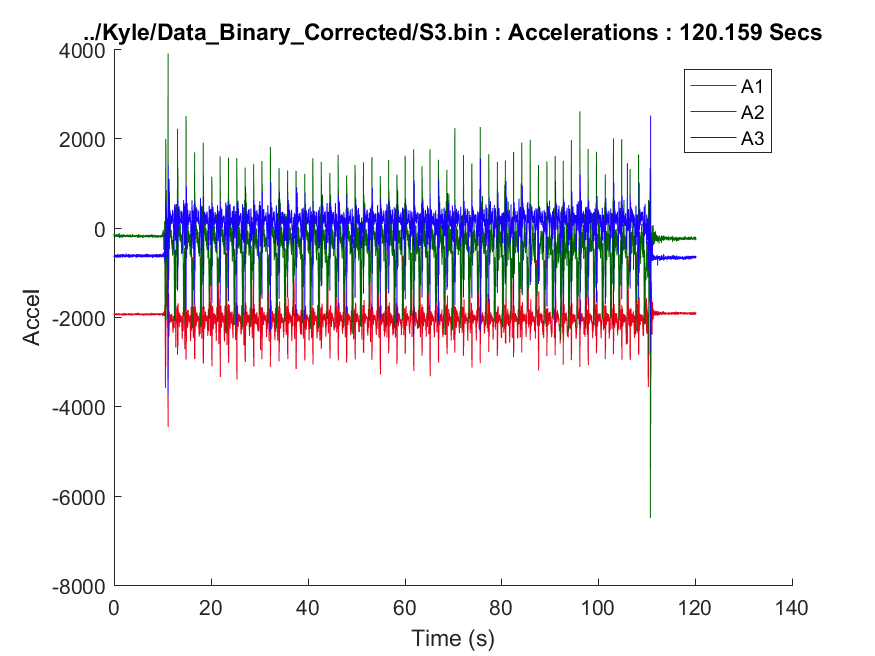 ../Kyle/Data_Binary_Corrected/S3.bin : Accelerations : 120.159 Secs
4000
2000
0
-2000
-4000
-6000
-8000
Accel
A1
A2
A3
0 20 40 60 80 100 120 140
Time (s)